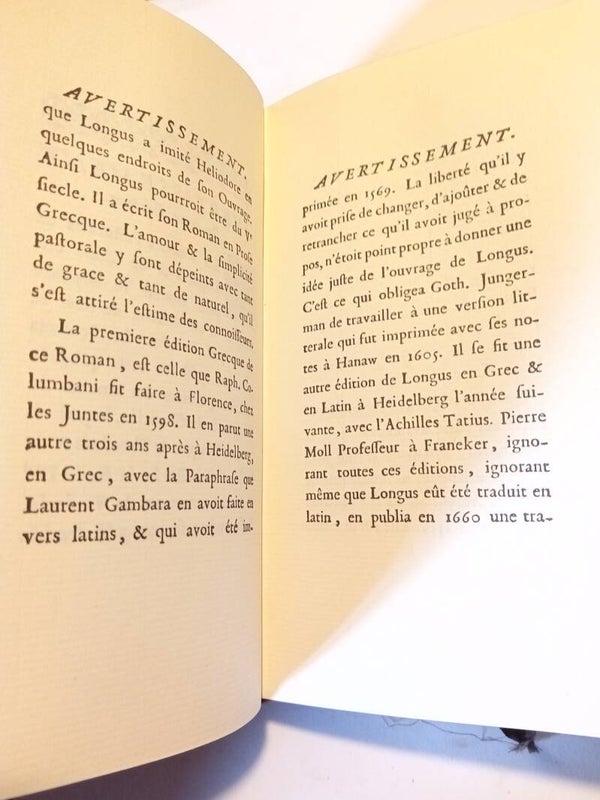 AVERTISSEMENT.
que Longus a imité Heliodore en
quelques endroits de ſon Ouvrage.
Ainſi Longus pourroit être du Vᵉ
ſiecle. Il a écrit ſon Roman en Proſe
Grecque. L'amour & la ſimplicité
paſtorale y ſont dépeints avec tant
de grace & tant de naturel, qu'il
s'eſt attiré l'eſtime des connoiſſeurs.
La premiere édition Grecque de
ce Roman, eſt celle que Raph. Co-
lumbani fit faire à Florence, chez
les Juntes en 1598. Il en parut une
autre trois ans après à Heidelberg,
en Grec, avec la Paraphraſe que
Laurent Gambara en avoit faite en
vers latins, & qui avoit été im-
AVERTISSEMENT.
primée en 1569. La liberté qu'il y
avoit priſe de changer, d'ajoûter & de
retrancher ce qu'il avoit jugé à pro-
pos, n'étoit point propre à donner une
idée juſte de l'ouvrage de Longus.
C'eſt ce qui obligea Goth. Junger-
man de travailler à une verſion lit-
terale qui fut imprimée avec ſes no-
tes à Hanaw en 1605. Il ſe fit une
autre édition de Longus en Grec &
en Latin à Heidelberg l'année ſui-
vante, avec l'Achilles Tatius. Pierre
Moll Profeſſeur à Franeker, igno-
rant toutes ces éditions, ignorant
même que Longus eût été traduit en
latin, en publia en 1660 une tra-